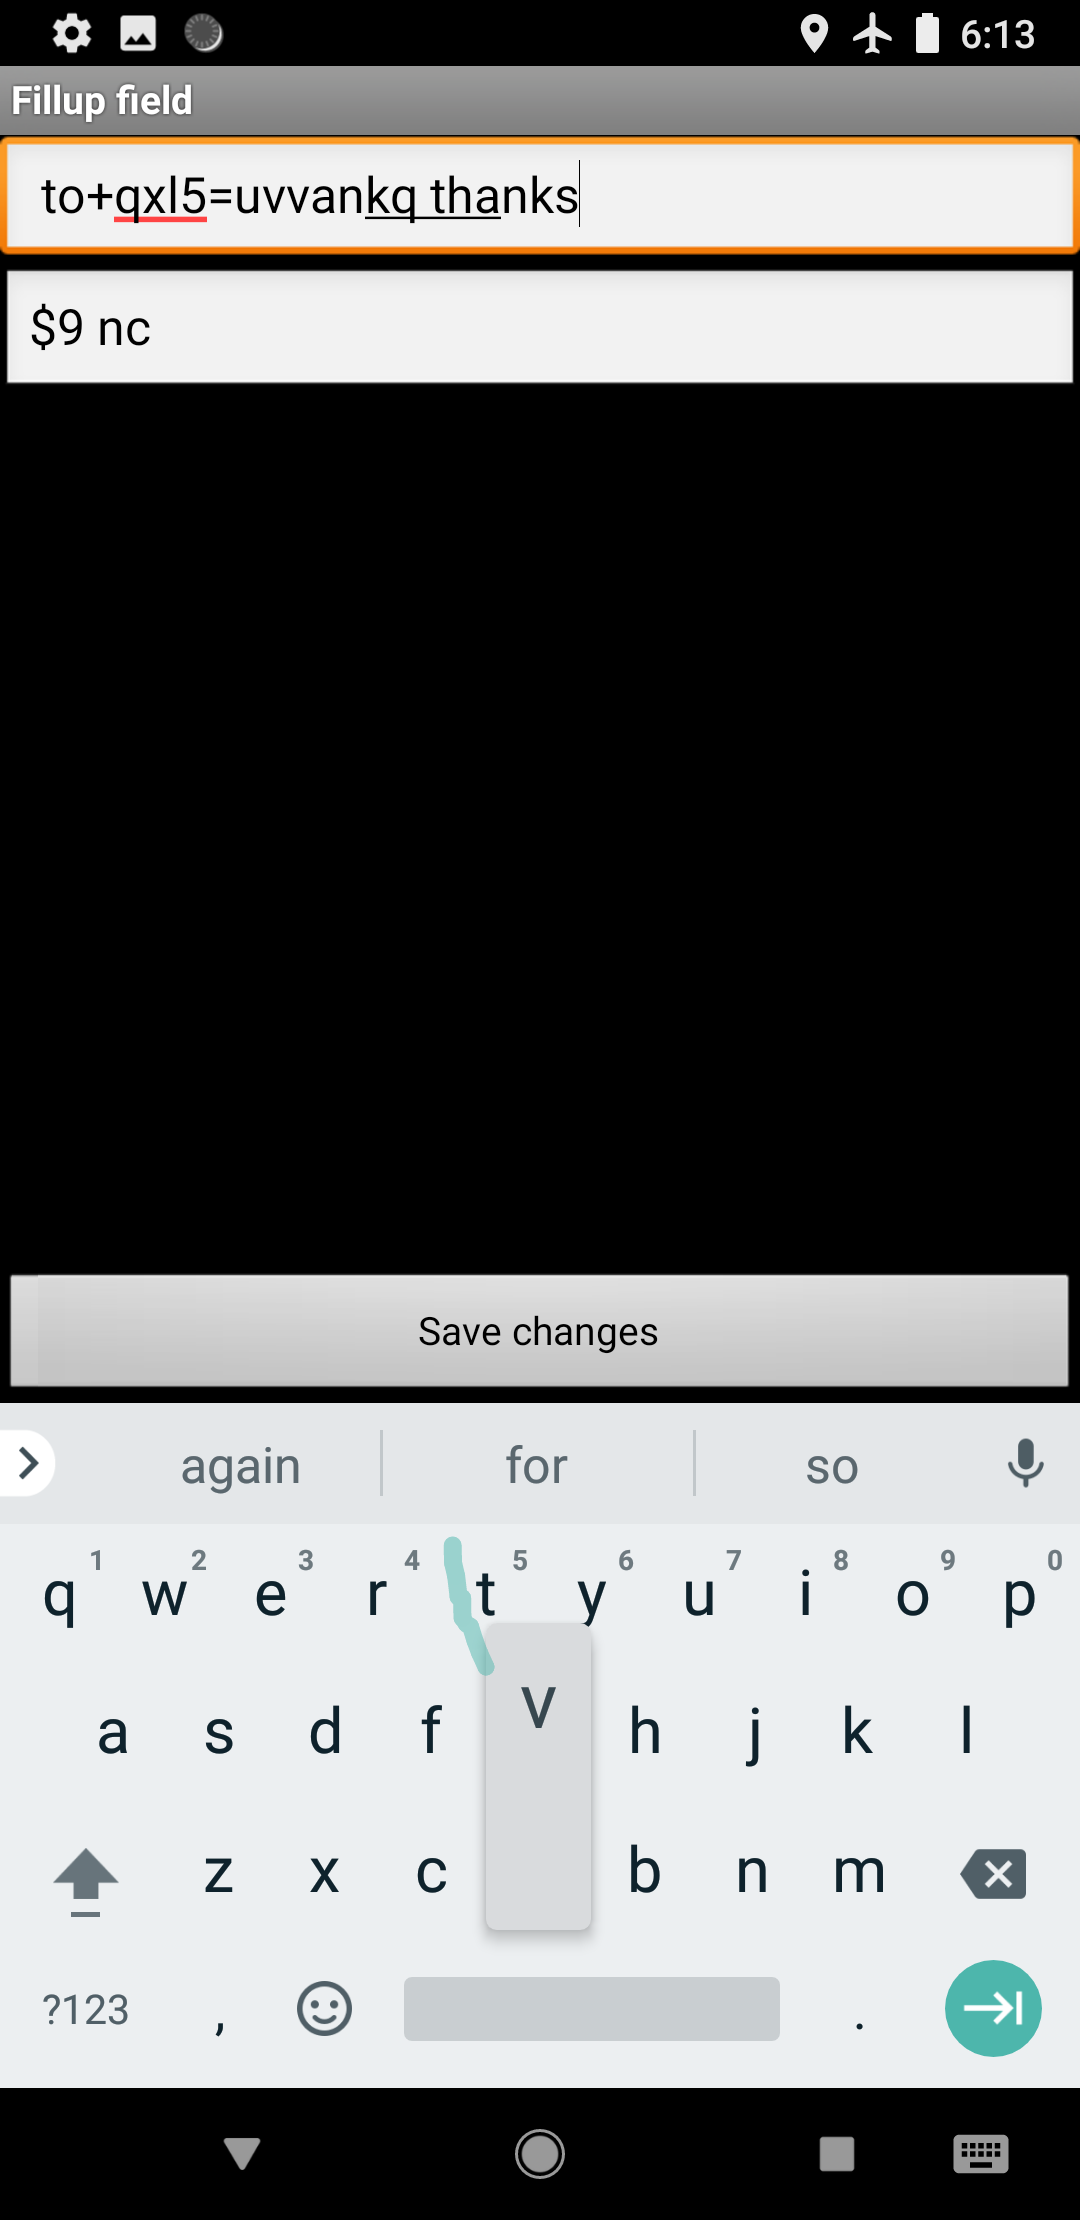 6:13
Fillup field
to+qxl5=uvvankq thanks
$9 nc
Save changes
again for so
q 1 w 2 e 3 r 4 t 5 y 6 u 7 i 8 o 9 p 0
a s d f v h j k l
z x c b n m
?123 , .